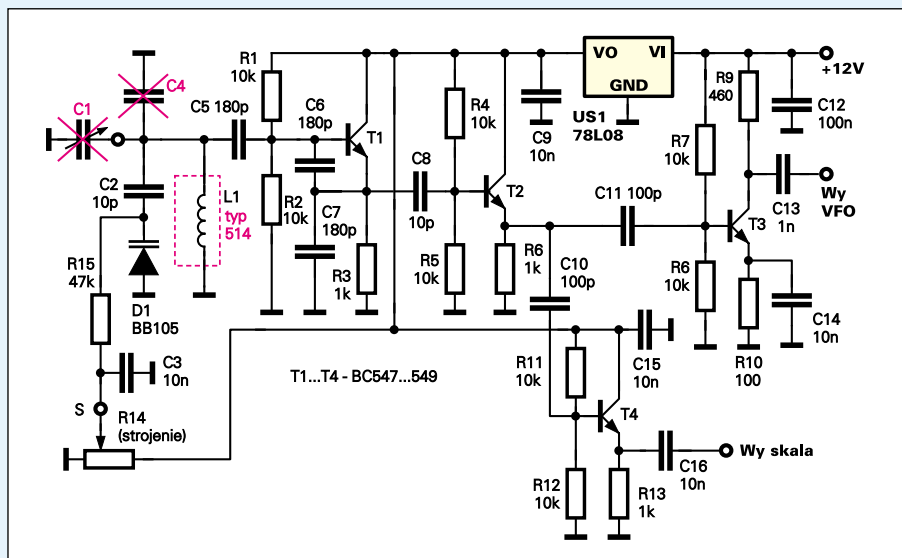 R1
10k
C4
C1
C5 180p
C6
180p
T1
R4
10k
C9
10n
VO
VI
GND
US1
78L08
R9
460
+12V
C12
100n
R7
10k
C2
10p
L1
typ
514
R2
10k
C7
180p
C8
10p
T2
C11 100p
C13
1n
Wy
VFO
T3
R15
47k
D1
BB105
R3
1k
R5
10k
R6
1k
C10
100p
R6
10k
C14
10n
R10
100
C3
10n
T1...T4 - BC547...549
R11
10k
C15
10n
S
R14
(strojenie)
T4
Wy skala
C16
10n
R12
10k
R13
1k